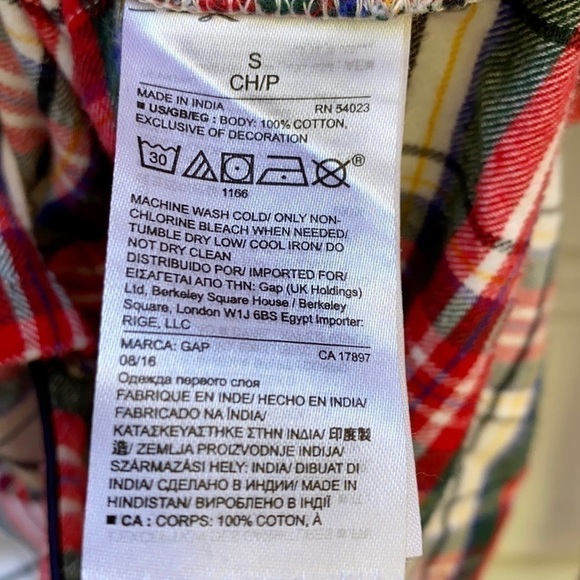 S
CH/P
MADE IN INDIA RN 54023
■ US/GB/EG : BODY: 100% COTTON,
EXCLUSIVE OF DECORATION
30 ®
1166
MACHINE WASH COLD/ ONLY NON-
CHLORINE BLEACH WHEN NEEDED/
TUMBLE DRY LOW/ COOL IRON/ DO
NOT DRY CLEAN
DISTRIBUIDO POR/ IMPORTED FOR/
ΕΙΣΑΓΕΤΑΙ ΑΠΟ ΤΗΝ: Gap (UK Holdings)
Ltd, Berkeley Square House / Berkeley
Square, London W1J 6BS Egypt Importer:
RIGE, LLC
MARCA: GAP CA 17897
08/16
Одежда первого слоя
FABRIQUE EN INDE/ HECHO EN INDIA/
FABRICADO NA ÍNDIA/
ΚΑΤΑΣΚΕΥΑΣΤΗΚΕ ΣΤΗΝ ΙΝΔΙΑ/ 印度製
造/ ZEMLJA PROIZVODNJE INDIJA/
SZÁRMAZÁSI HELY: INDIA/ DIBUAT DI
INDIA/ СДЕЛАНО В ИНДИИ/ MADE IN
HINDISTAN/ ВИРОБЛЕНО В ІНДІЇ
■ CA : CORPS: 100% COTON, À